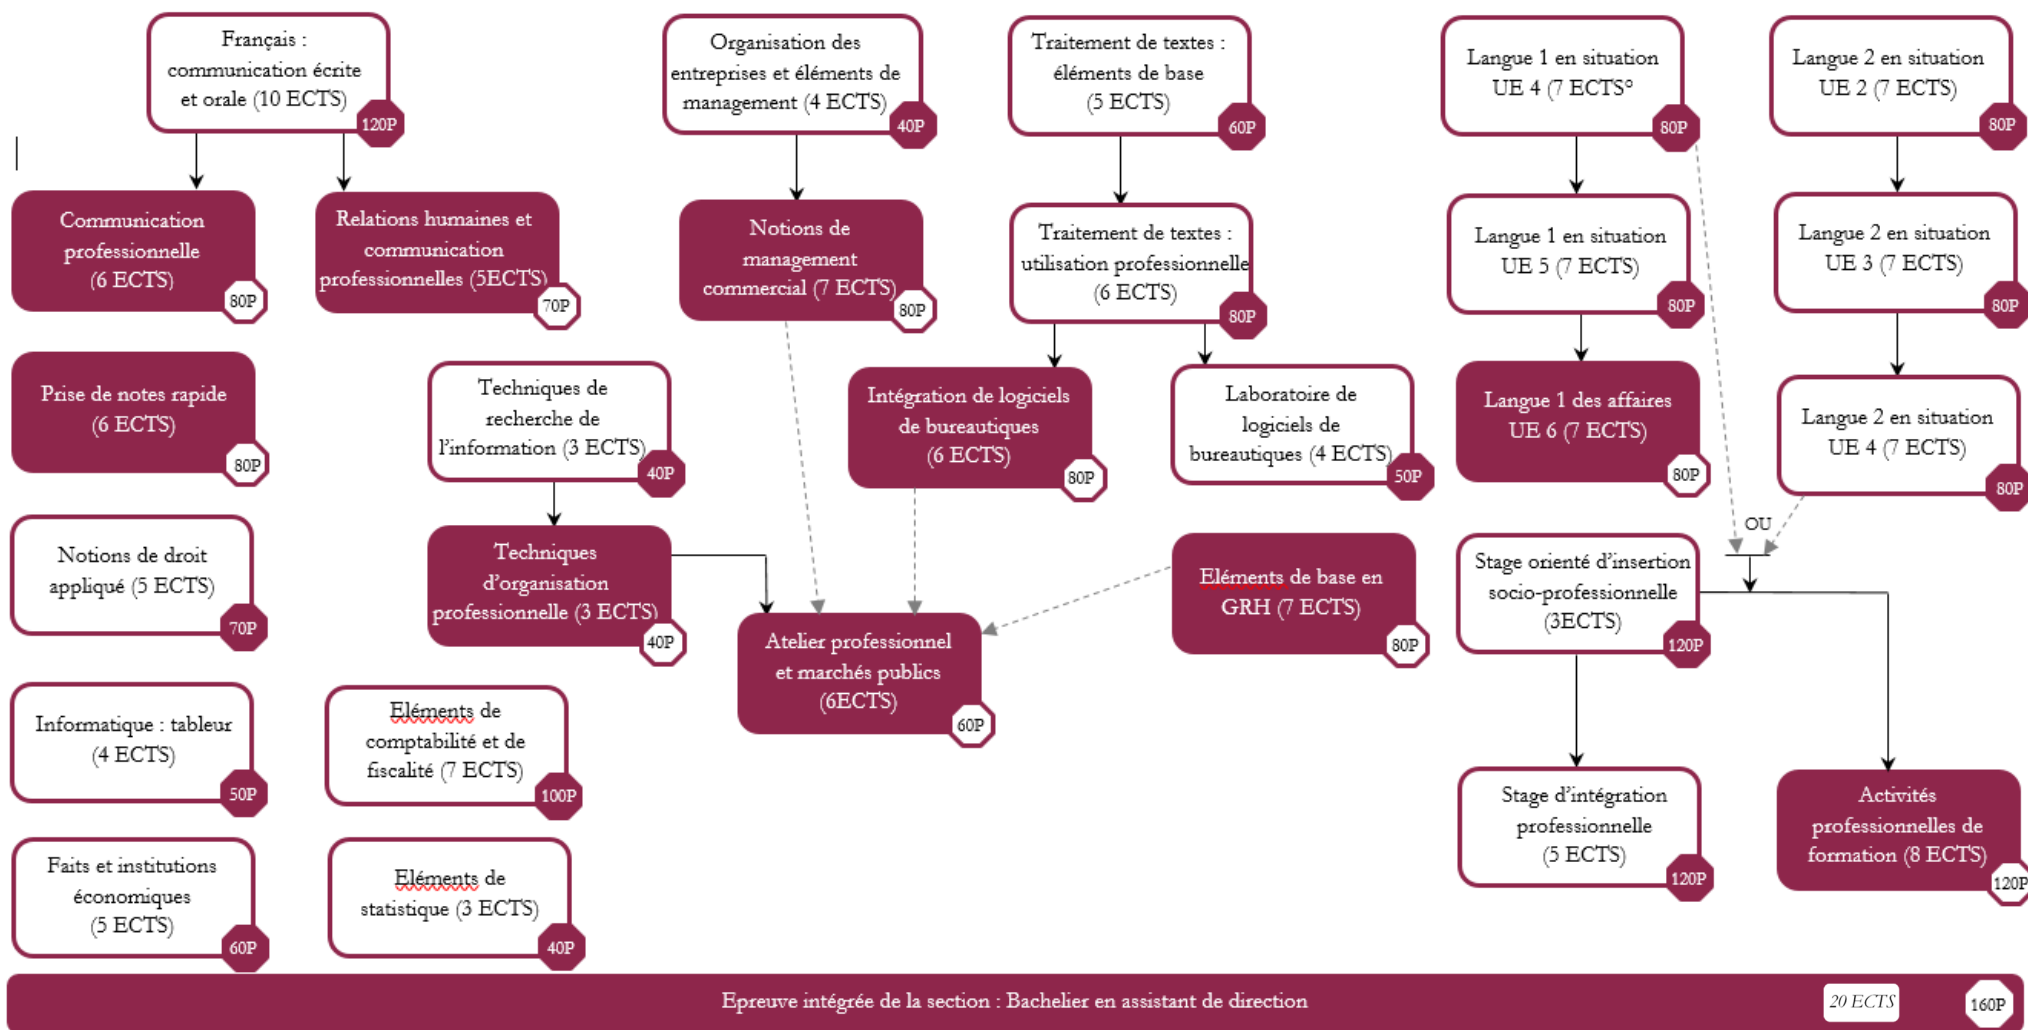 Français :
communication écrite
et orale (10 ECTS)
120P
Organisation des
entreprises et éléments de
management (4 ECTS)
40P
Traitement de textes :
éléments de base
(5 ECTS)
60P
Langue 1 en situation
UE 4 (7 ECTS°
80P
Langue 2 en situation
UE 2 (7 ECTS)
80P
Communication
professionnelle
(6 ECTS)
80P
Relations humaines et
communication
professionnelles (5ECTS)
70P
Notions de
management
commercial (7 ECTS)
80P
Traitement de textes :
utilisation professionnelle
(6 ECTS)
80P
Langue 1 en situation
UE 5 (7 ECTS)
80P
Langue 2 en situation
UE 3 (7 ECTS)
80P
Prise de notes rapide
(6 ECTS)
80P
Techniques de
recherche de
l'information (3 ECTS)
40P
Intégration de logiciels
de bureautiques
(6 ECTS)
80P
Laboratoire de
logiciels de
bureautiques (4 ECTS)
50P
Langue 1 des affaires
UE 6 (7 ECTS)
80P
Langue 2 en situation
UE 4 (7 ECTS)
80P
OU
Notions de droit
appliqué (5 ECTS)
70P
Techniques
d'organisation
professionnelle (3 ECTS)
40P
Atelier professionnel
et marchés publics
(6ECTS)
60P
Eléments de base en
GRH (7 ECTS)
80P
Stage orienté d'insertion
socio-professionnelle
(3ECTS)
120P
Informatique : tableur
(4 ECTS)
50P
Eléments de
comptabilité et de
fiscalité (7 ECTS)
100P
Stage d'intégration
professionnelle
(5 ECTS)
120P
Activités
professionnelles de
formation (8 ECTS)
120P
Faits et institutions
économiques
(5 ECTS)
60P
Eléments de
statistique (3 ECTS)
40P
Epreuve intégrée de la section : Bachelier en assistant de direction
20 ECTS
160P